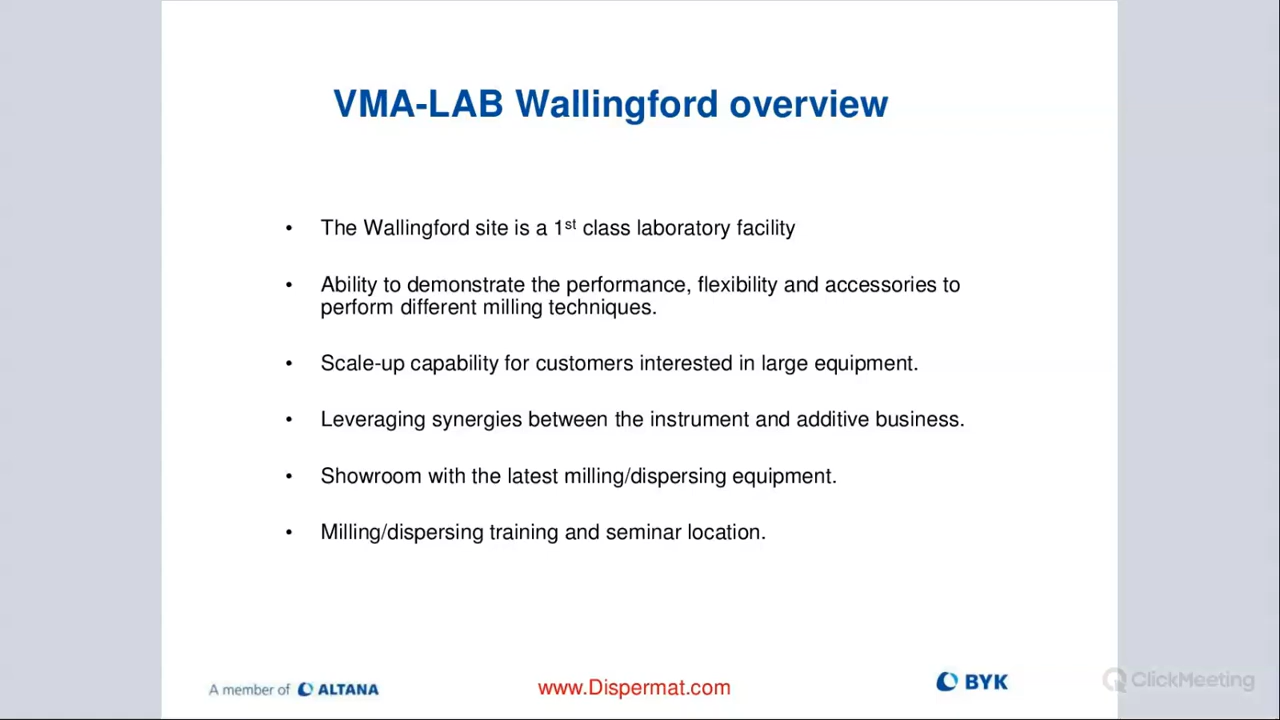 VMA-LAB Wallingford overview
• The Wallingford site is a 1st class laboratory facility
• Ability to demonstrate the performance, flexibility and accessories to
perform different milling techniques.
• Scale-up capability for customers interested in large equipment.
• Leveraging synergies between the instrument and additive business.
• Showroom with the latest milling/dispersing equipment.
• Milling/dispersing training and seminar location.
A member of ALTANA
www.Dispermat.com
BYK
ClickMeeting